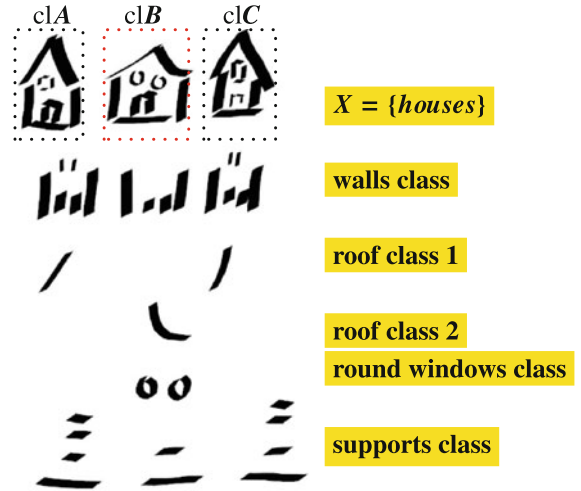 clA clB clC
X = {houses}
walls class
roof class 1
roof class 2
round windows class
supports class